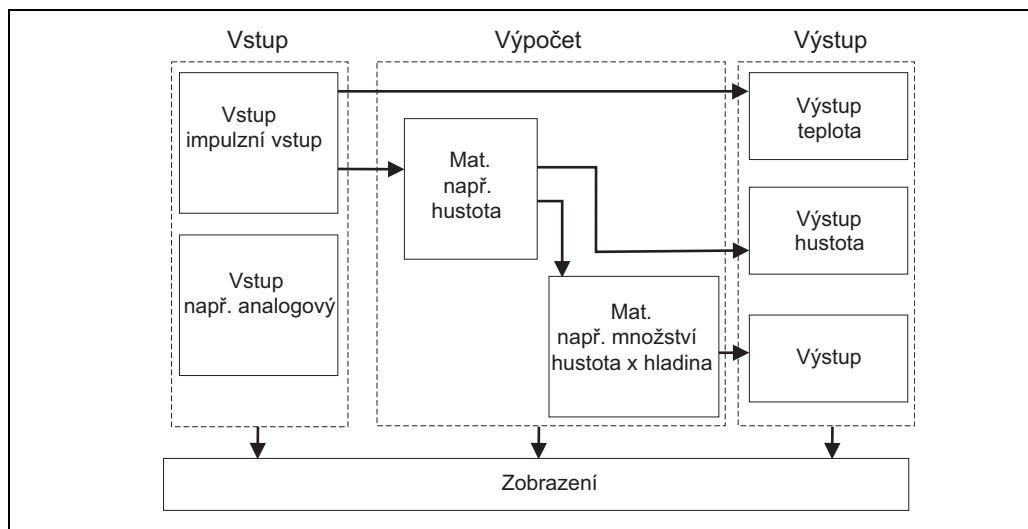 Vstup
Výpočet
Výstup
Vstup
impulzní vstup
Výstup
teplota
Mat.
např.
hustota
Výstup
hustota
Vstup
např. analogový
Mat.
např. množství
hustota x hladina
Výstup
Zobrazení